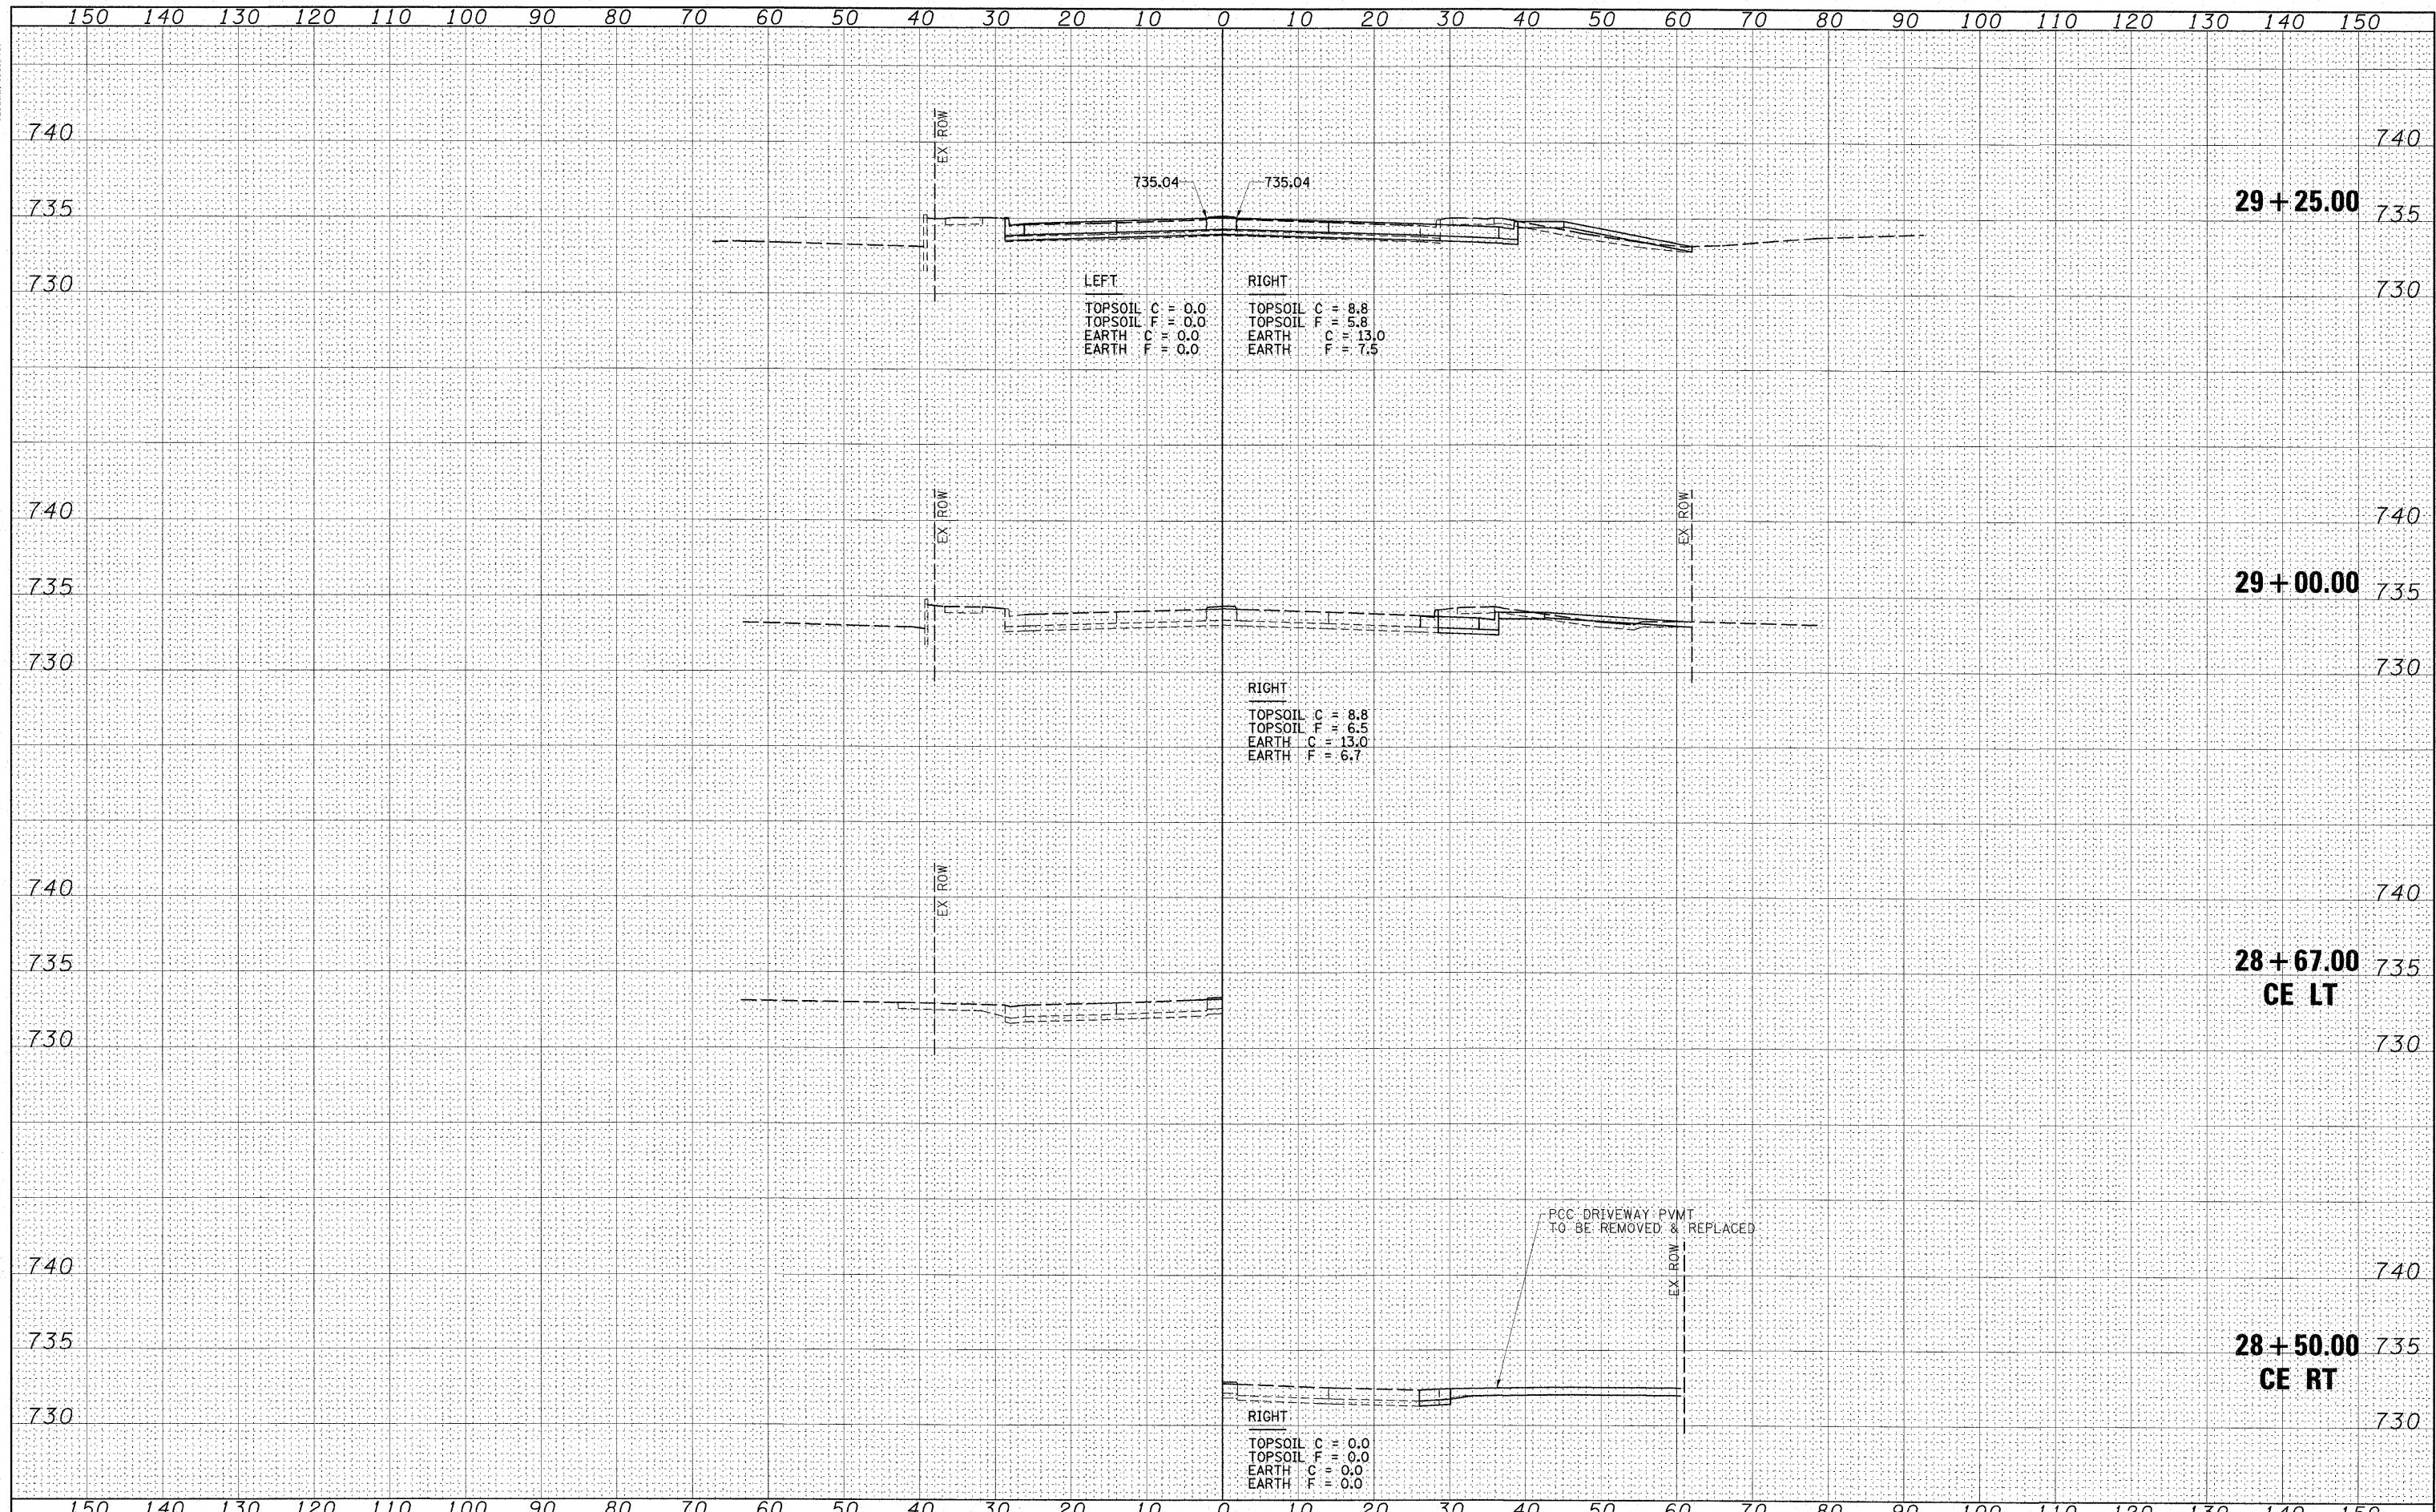 150 140 130 120 110 100 90 80 70 60 50 40 30 20 10 0 10 20 30 40 50 60 70 80 90 100 110 120 130 140 150
740 EX ROW 740
735.04 735.04
29+25.00
735 735
730 730
LEFT RIGHT
TOPSOIL C = 0.0 TOPSOIL C = 8.8
TOPSOIL F = 0.0 TOPSOIL F = 5.8
EARTH C = 0.0 EARTH C = 13.0
EARTH F = 0.0 EARTH F = 7.5
740 EX ROW EX ROW 740
29+00.00
735 735
730 730
RIGHT
TOPSOIL C = 8.8
TOPSOIL F = 6.5
EARTH C = 13.0
EARTH F = 6.7
740 EX ROW 740
28+67.00
735 735
CE LT
730 730
PCC DRIVEWAY PVMT
TO BE REMOVED & REPLACED
740 EX ROW 740
28+50.00
735 735
CE RT
730 730
RIGHT
TOPSOIL C = 0.0
TOPSOIL F = 0.0
EARTH C = 0.0
EARTH F = 0.0
150 140 130 120 110 100 90 80 70 60 50 40 30 20 10 0 10 20 30 40 50 60 70 80 90 100 110 120 130 140 150